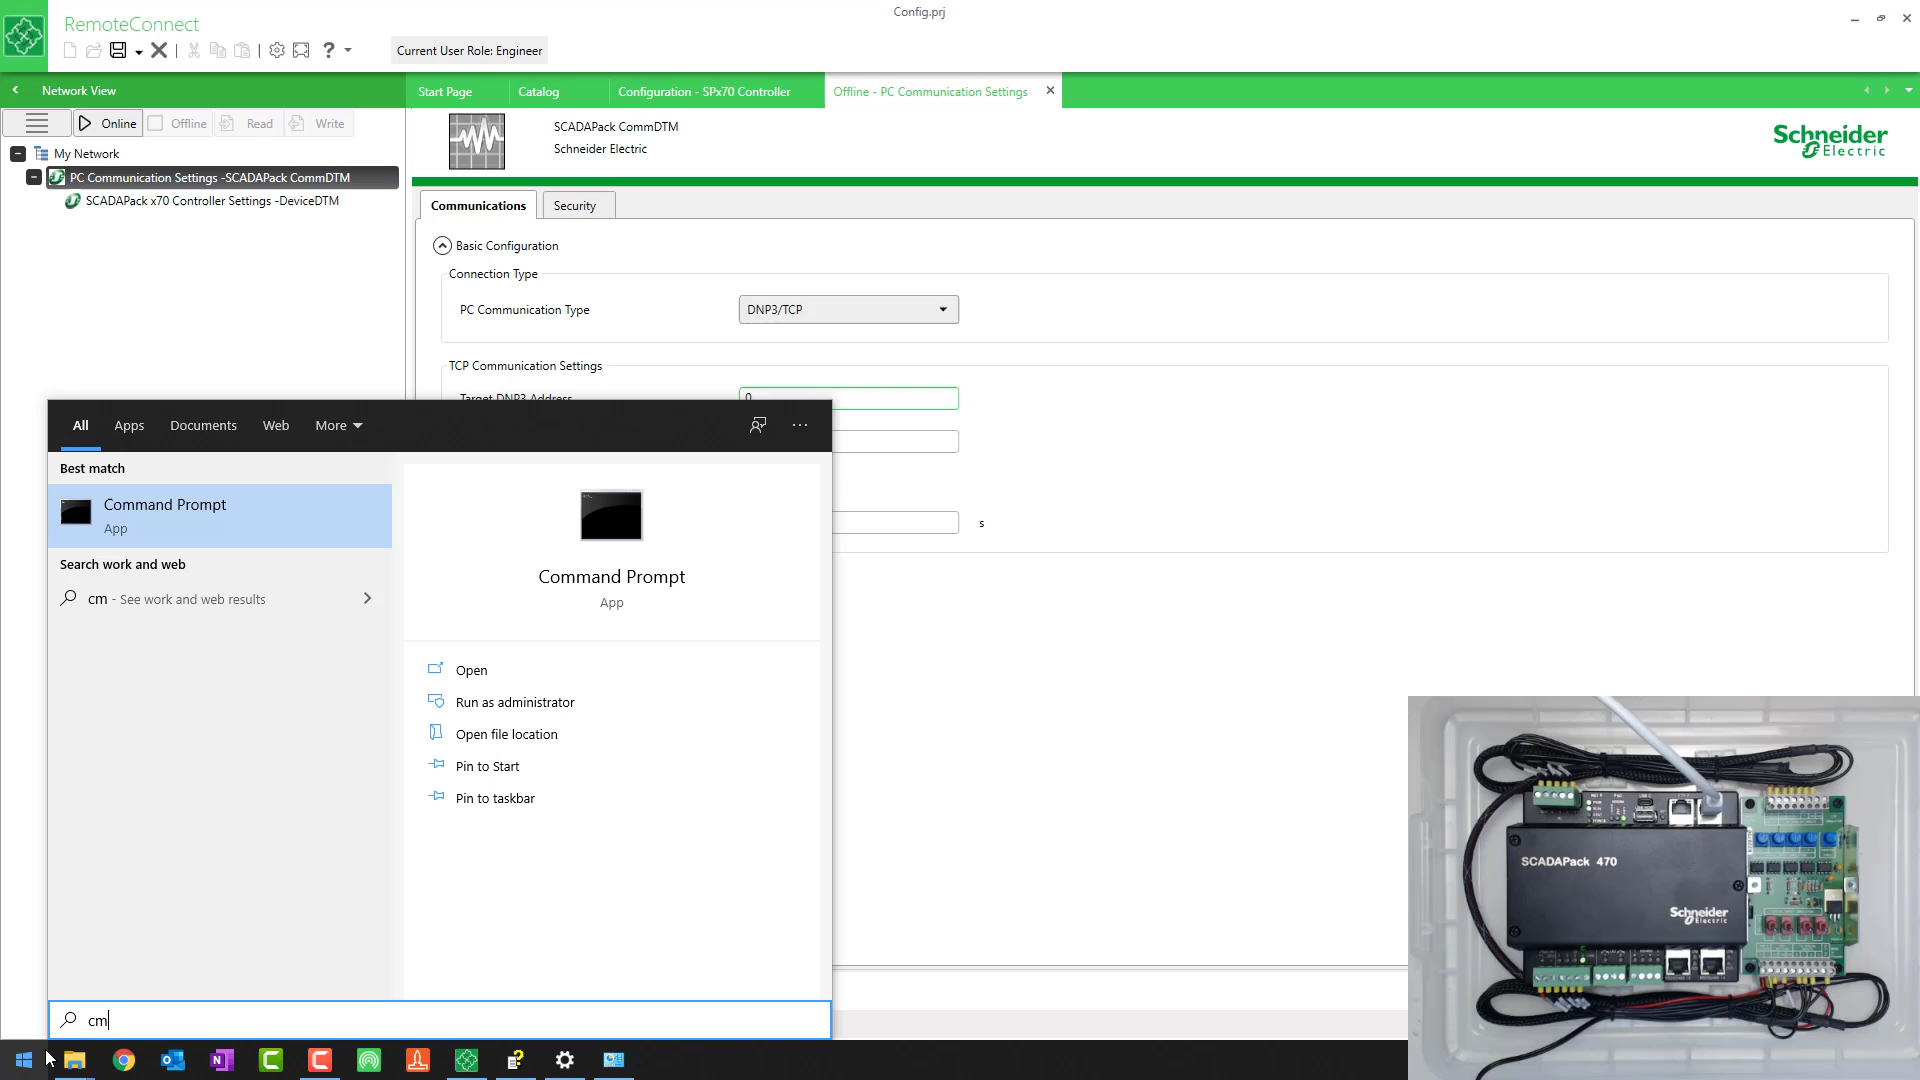 Config.prj
RemoteConnect
Current User Role: Engineer
Network View
Start Page
Catalog
Configuration - SPx70 Controller
Offline - PC Communication Settings
Online
Offline
Read
Write
My Network
PC Communication Settings -SCADAPack CommDTM
SCADAPack x70 Controller Settings -DeviceDTM
SCADAPack CommDTM
Schneider Electric
Schneider
Electric
Communications
Security
Basic Configuration
Connection Type
PC Communication Type
DNP3/TCP
TCP Communication Settings
Target DNP3 Address
0
s
All
Apps
Documents
Web
More
Best match
Command Prompt
App
Search work and web
cm - See work and web results
Command Prompt
App
Open
Run as administrator
Open file location
Pin to Start
Pin to taskbar
cm
SCADAPack 470
Schneider
Electric